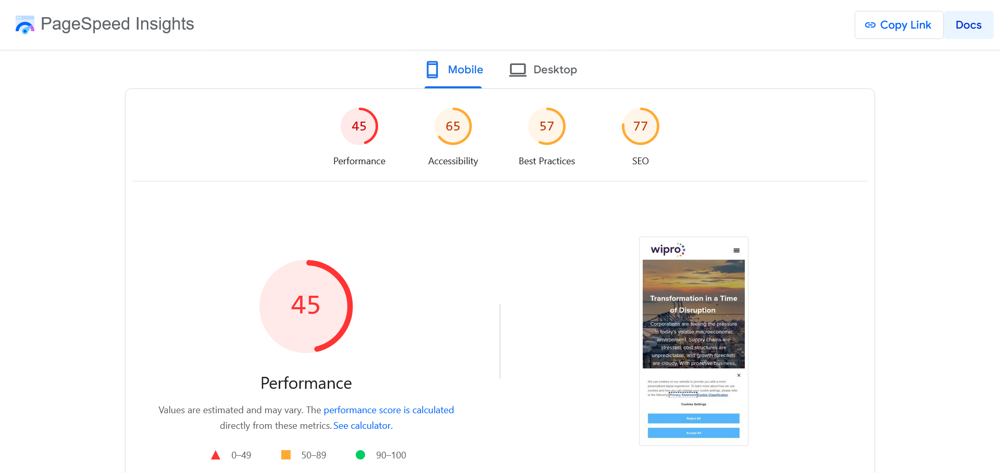 PageSpeed Insights
Copy Link
Docs
Mobile
Desktop
45
65
57
77
Performance
Accessibility
Best Practices
SEO
45
Performance
Values are estimated and may vary. The performance score is calculated
directly from these metrics. See calculator.
0–49
50–89
90–100
wipro
Transformation in a Time
of Disruption
Corporations are feeling the pressure
in today's volatile macroeconomic
environment. Supply chains are
stressed, cost structures are
unpredictable, and growth forecasts
are cloudy. With proactive business,
×
We use cookies on our website to provide you with a more
personalized digital experience. To learn more about how we use
cookies and how you can change your cookie settings, please refer
to the following Privacy Statement Cookie Classification
Cookies Settings
Reject All
Accept All